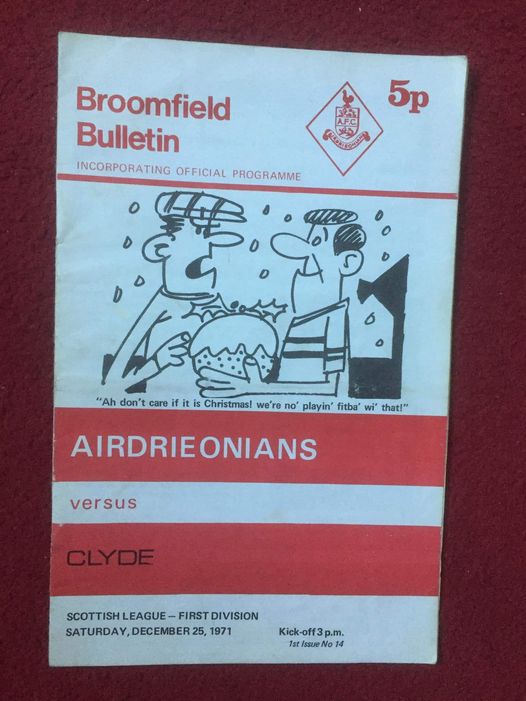 Broomfield
Bulletin
INCORPORATING OFFICIAL PROGRAMME
5p
A.F.C
AIRDRIEONIANS
"Ah don't care if it is Christmas! we're no' playin' fitba' wi' that!"
AIRDRIEONIANS
versus
CLYDE
SCOTTISH LEAGUE – FIRST DIVISION
SATURDAY, DECEMBER 25, 1971
Kick-off 3 p.m.
1st Issue No 14